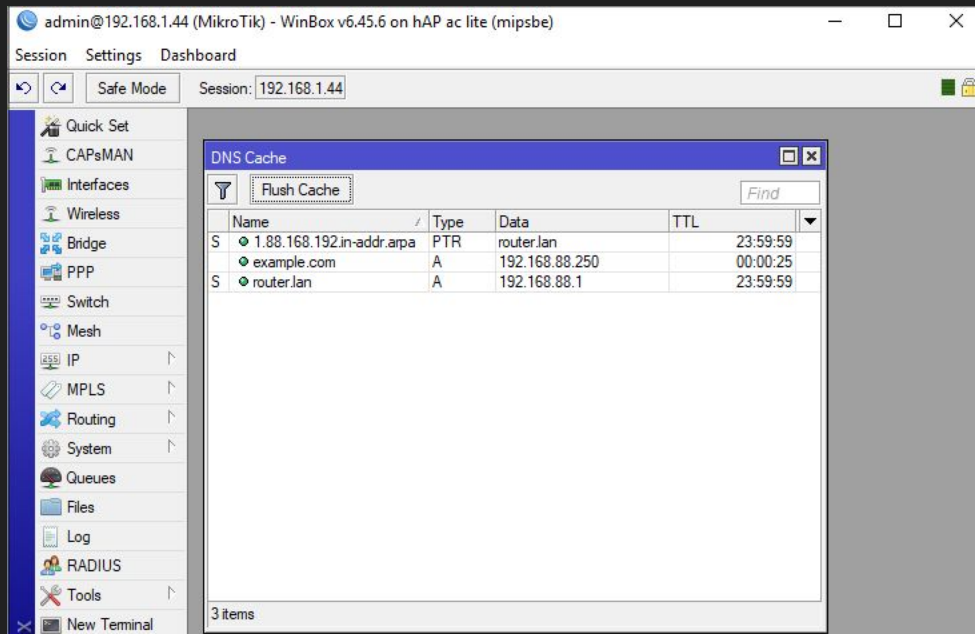 admin@192.168.1.44 (MikroTik) - WinBox v6.45.6 on hAP ac lite (mipsbe)
Session Settings Dashboard
Safe Mode Session: 192.168.1.44
Quick Set
CAPsMAN
Interfaces
Wireless
Bridge
PPP
Switch
Mesh
255 IP
MPLS
Routing
System
Queues
Files
Log
RADIUS
Tools
New Terminal
DNS Cache
Flush Cache Find
Name Type Data TTL
S 1.88.168.192.in-addr.arpa PTR router.lan 23:59:59
example.com A 192.168.88.250 00:00:25
S router.lan A 192.168.88.1 23:59:59
3 items